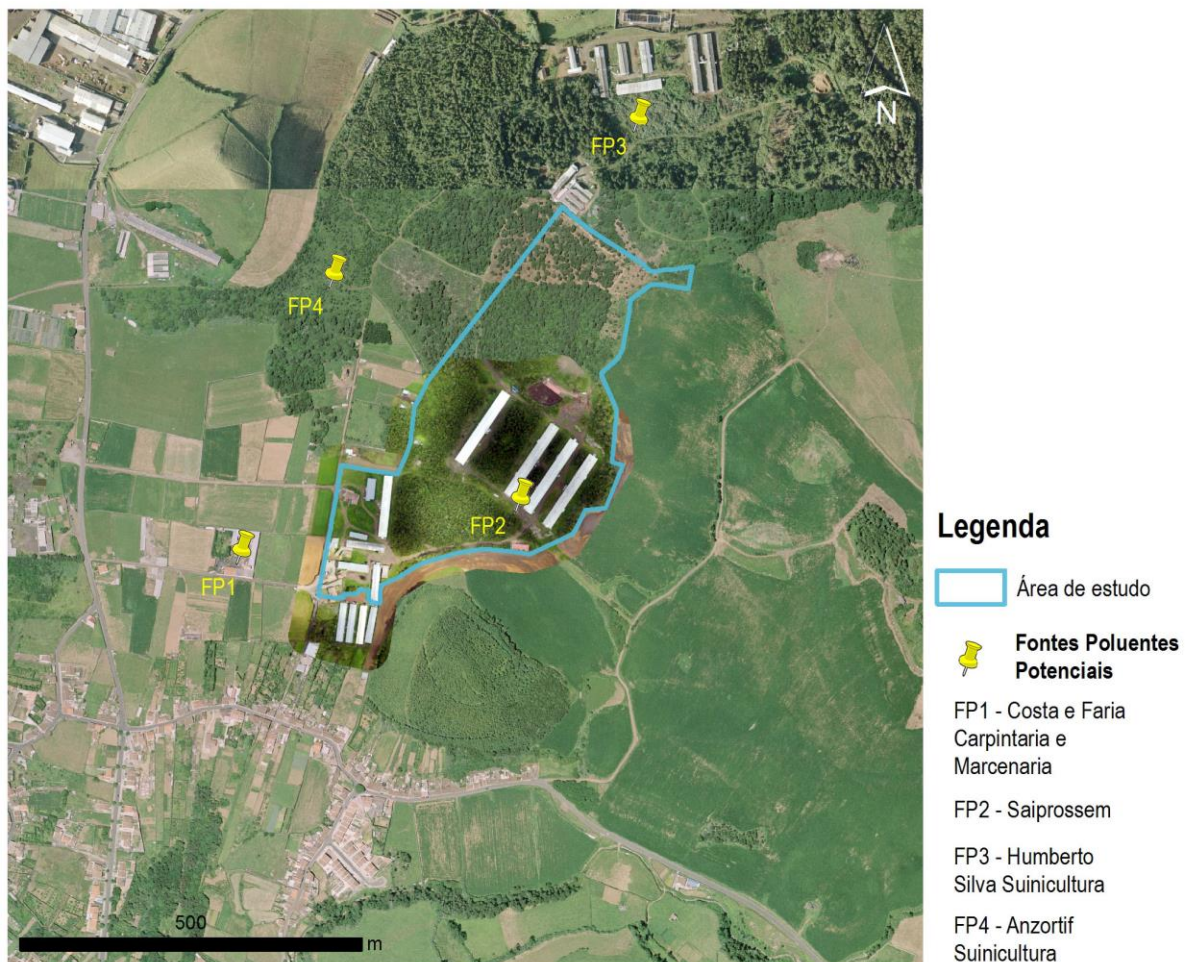 N
FP3
FP4
FP2
FP1
500
m
Legenda
Área de estudo
Fontes Poluentes
Potenciais
FP1 - Costa e Faria
Carpintaria e
Marcenaria
FP2 - Saiprossem
FP3 - Humberto
Silva Suinicultura
FP4 - Anzortif
Suinicultura